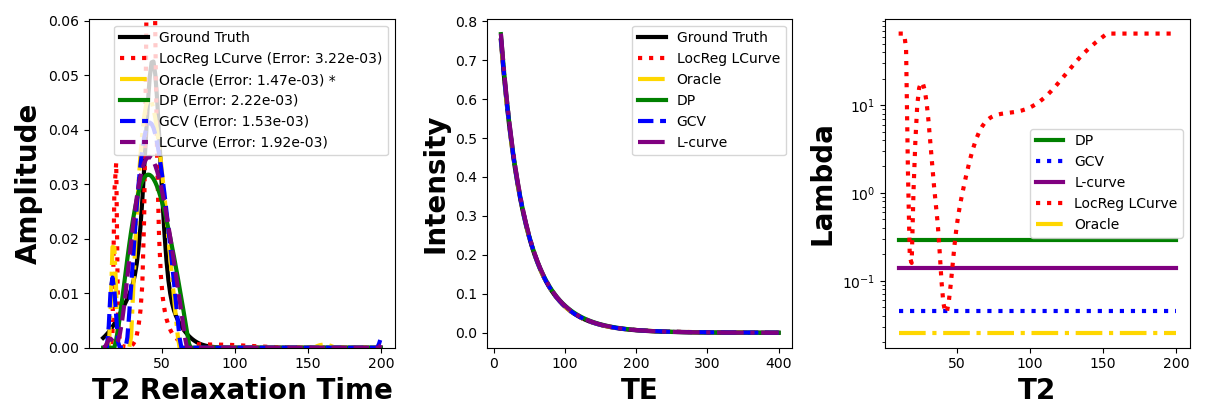 0.06
0.05
0.04
0.03
0.02
0.01
0.00
50
100
150
200
Amplitude
T2 Relaxation Time
Ground Truth
LocReg LCurve (Error: 3.22e-03)
Oracle (Error: 1.47e-03) *
DP (Error: 2.22e-03)
GCV (Error: 1.53e-03)
LCurve (Error: 1.92e-03)
0.8
0.7
0.6
0.5
0.4
0.3
0.2
0.1
0.0
0
100
200
300
400
Intensity
TE
Ground Truth
LocReg LCurve
Oracle
DP
GCV
L-curve
10¹
10⁰
10⁻¹
50
100
150
200
Lambda
T2
DP
GCV
L-curve
LocReg LCurve
Oracle